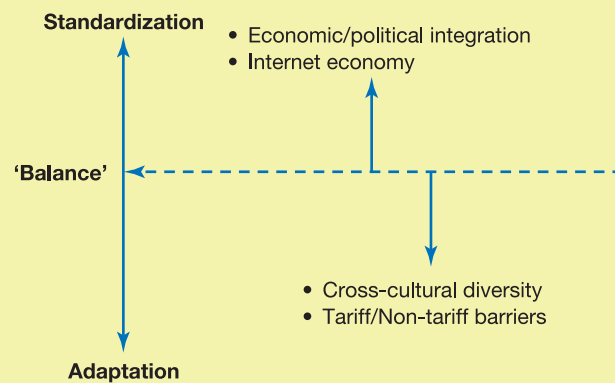 Standardization
• Economic/political integration
• Internet economy
'Balance'
• Cross-cultural diversity
• Tariff/Non-tariff barriers
Adaptation